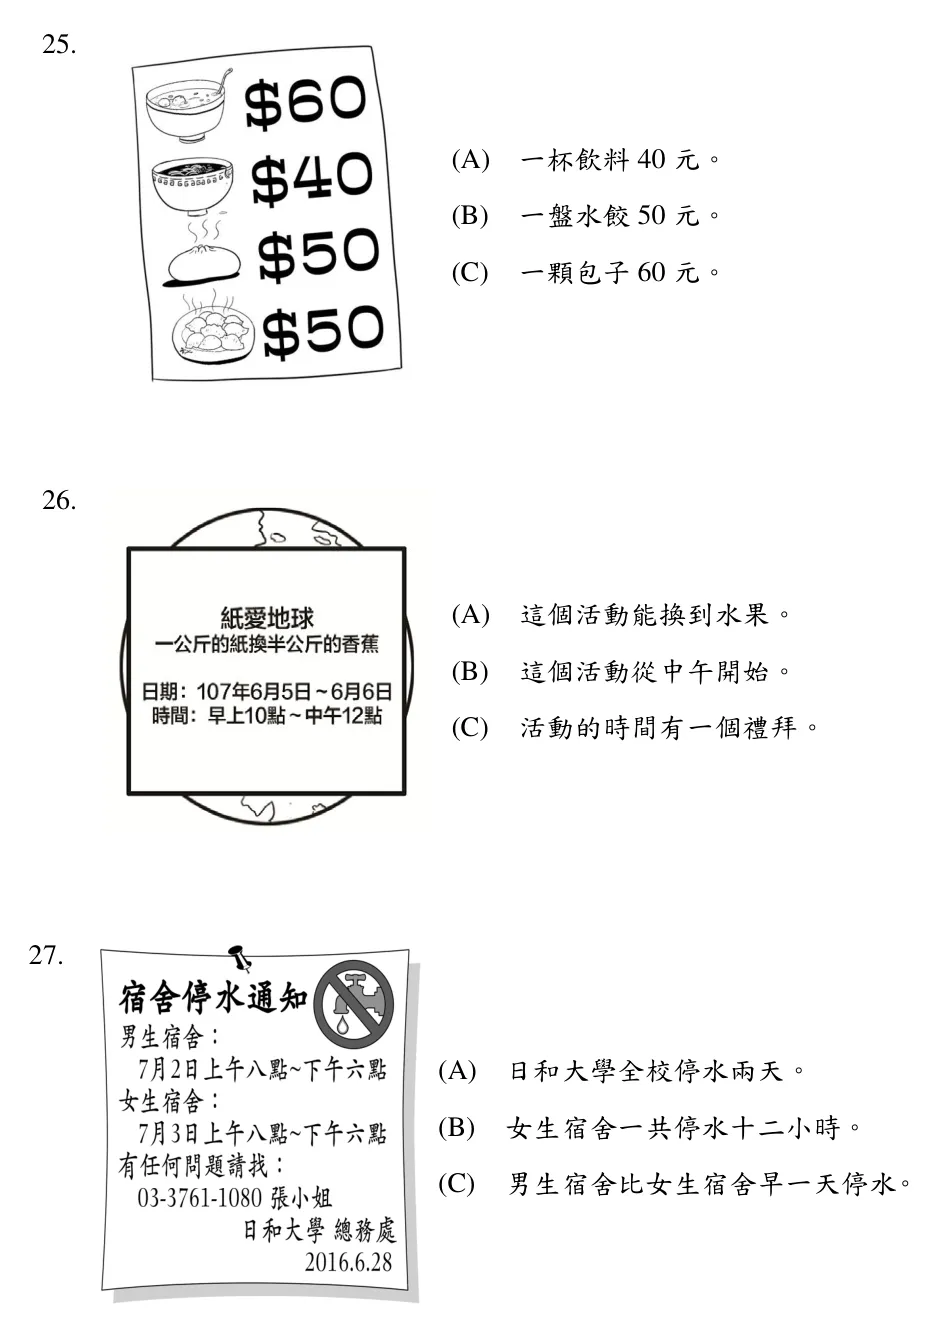 25.
$60
$40
$50
$50
(A) 一杯飲料 40 元。
(B) 一盤水餃 50 元。
(C) 一顆包子 60 元。
26.
紙愛地球
一公斤的紙換半公斤的香蕉
日期：107年6月5日～6月6日
時間：早上10點～中午12點
(A) 這個活動能換到水果。
(B) 這個活動從中午開始。
(C) 活動的時間有一個禮拜。
27.
宿舍停水通知
男生宿舍：
7月2日上午八點~下午六點
女生宿舍：
7月3日上午八點~下午六點
有任何問題請找：
03-3761-1080 張小姐
日和大學 總務處
2016.6.28
(A) 日和大學全校停水兩天。
(B) 女生宿舍一共停水十二小時。
(C) 男生宿舍比女生宿舍早一天停水。